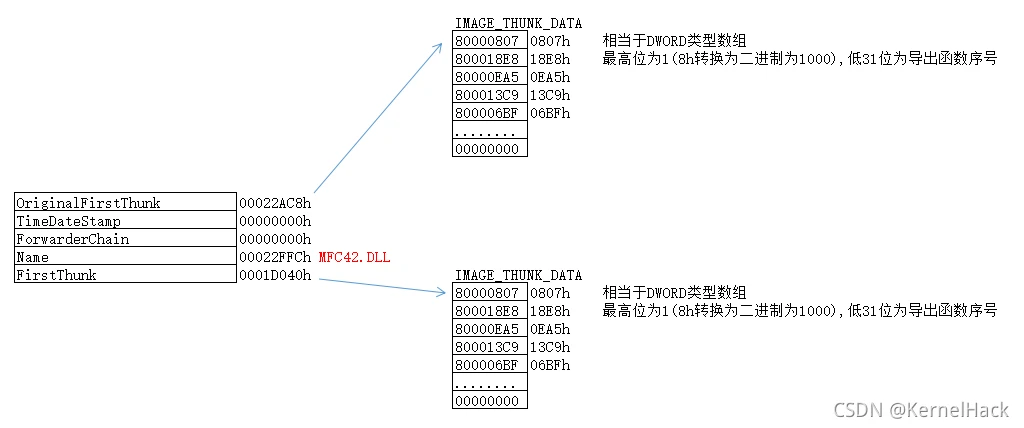 IMAGE_THUNK_DATA
80000807 0807h 相当于DWORD类型数组
800018E8 18E8h 最高位为1(8h转换为二进制为1000),低31位为导出函数序号
80000EA5 0EA5h
800013C9 13C9h
800006BF 06BFh
........
00000000
OriginalFirstThunk 00022AC8h
TimeDateStamp 00000000h
ForwarderChain 00000000h
Name 00022FFCh MFC42.DLL
FirstThunk 0001D040h
IMAGE_THUNK_DATA
80000807 0807h 相当于DWORD类型数组
800018E8 18E8h 最高位为1(8h转换为二进制为1000),低31位为导出函数序号
80000EA5 0EA5h
800013C9 13C9h
800006BF 06BFh
........
00000000
CSDN @KernelHack